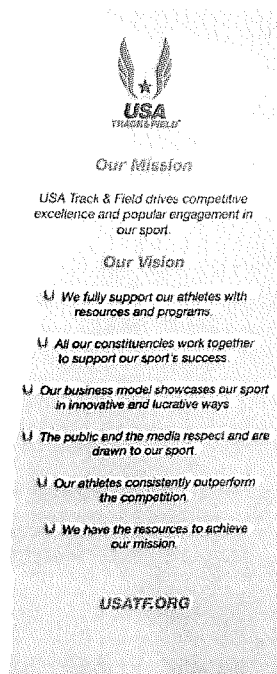 USA
TRACK & FIELD
Our Mission
USA Track & Field drives competitive
excellence and popular engagement in
our sport.
Our Vision
We fully support our athletes with
resources and programs.
All our constituencies work together
to support our sport's success.
Our business model showcases our sport
in innovative and lucrative ways
The public and the media respect and are
drawn to our sport.
Our athletes consistently outperform
the competition
We have the resources to achieve
our mission.
USATF.ORG